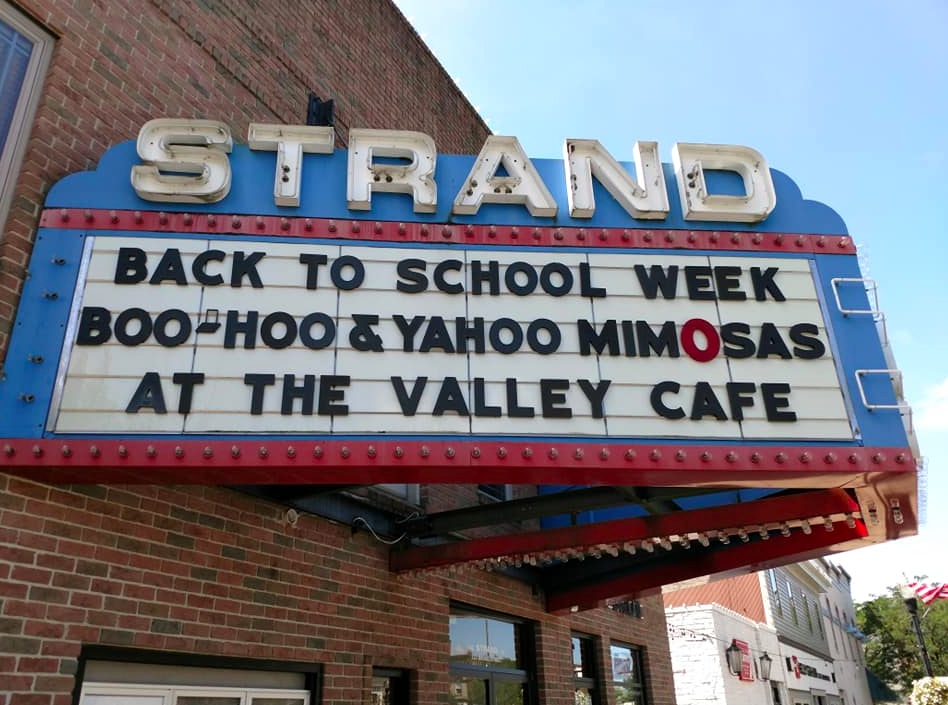 STRAND
BACK TO SCHOOL WEEK
BOO-HOO & YAHOO MIMOSAS
AT THE VALLEY CAFE